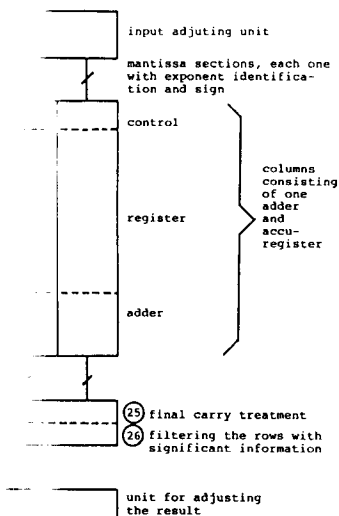 input adjuting unit
mantissa sections, each one
with exponent identifica-
tion and sign
control
columns
consisting
of one
adder
and
accu-
register
register
adder
25 final carry treatment
26 filtering the rows with
significant information
unit for adjusting
the result